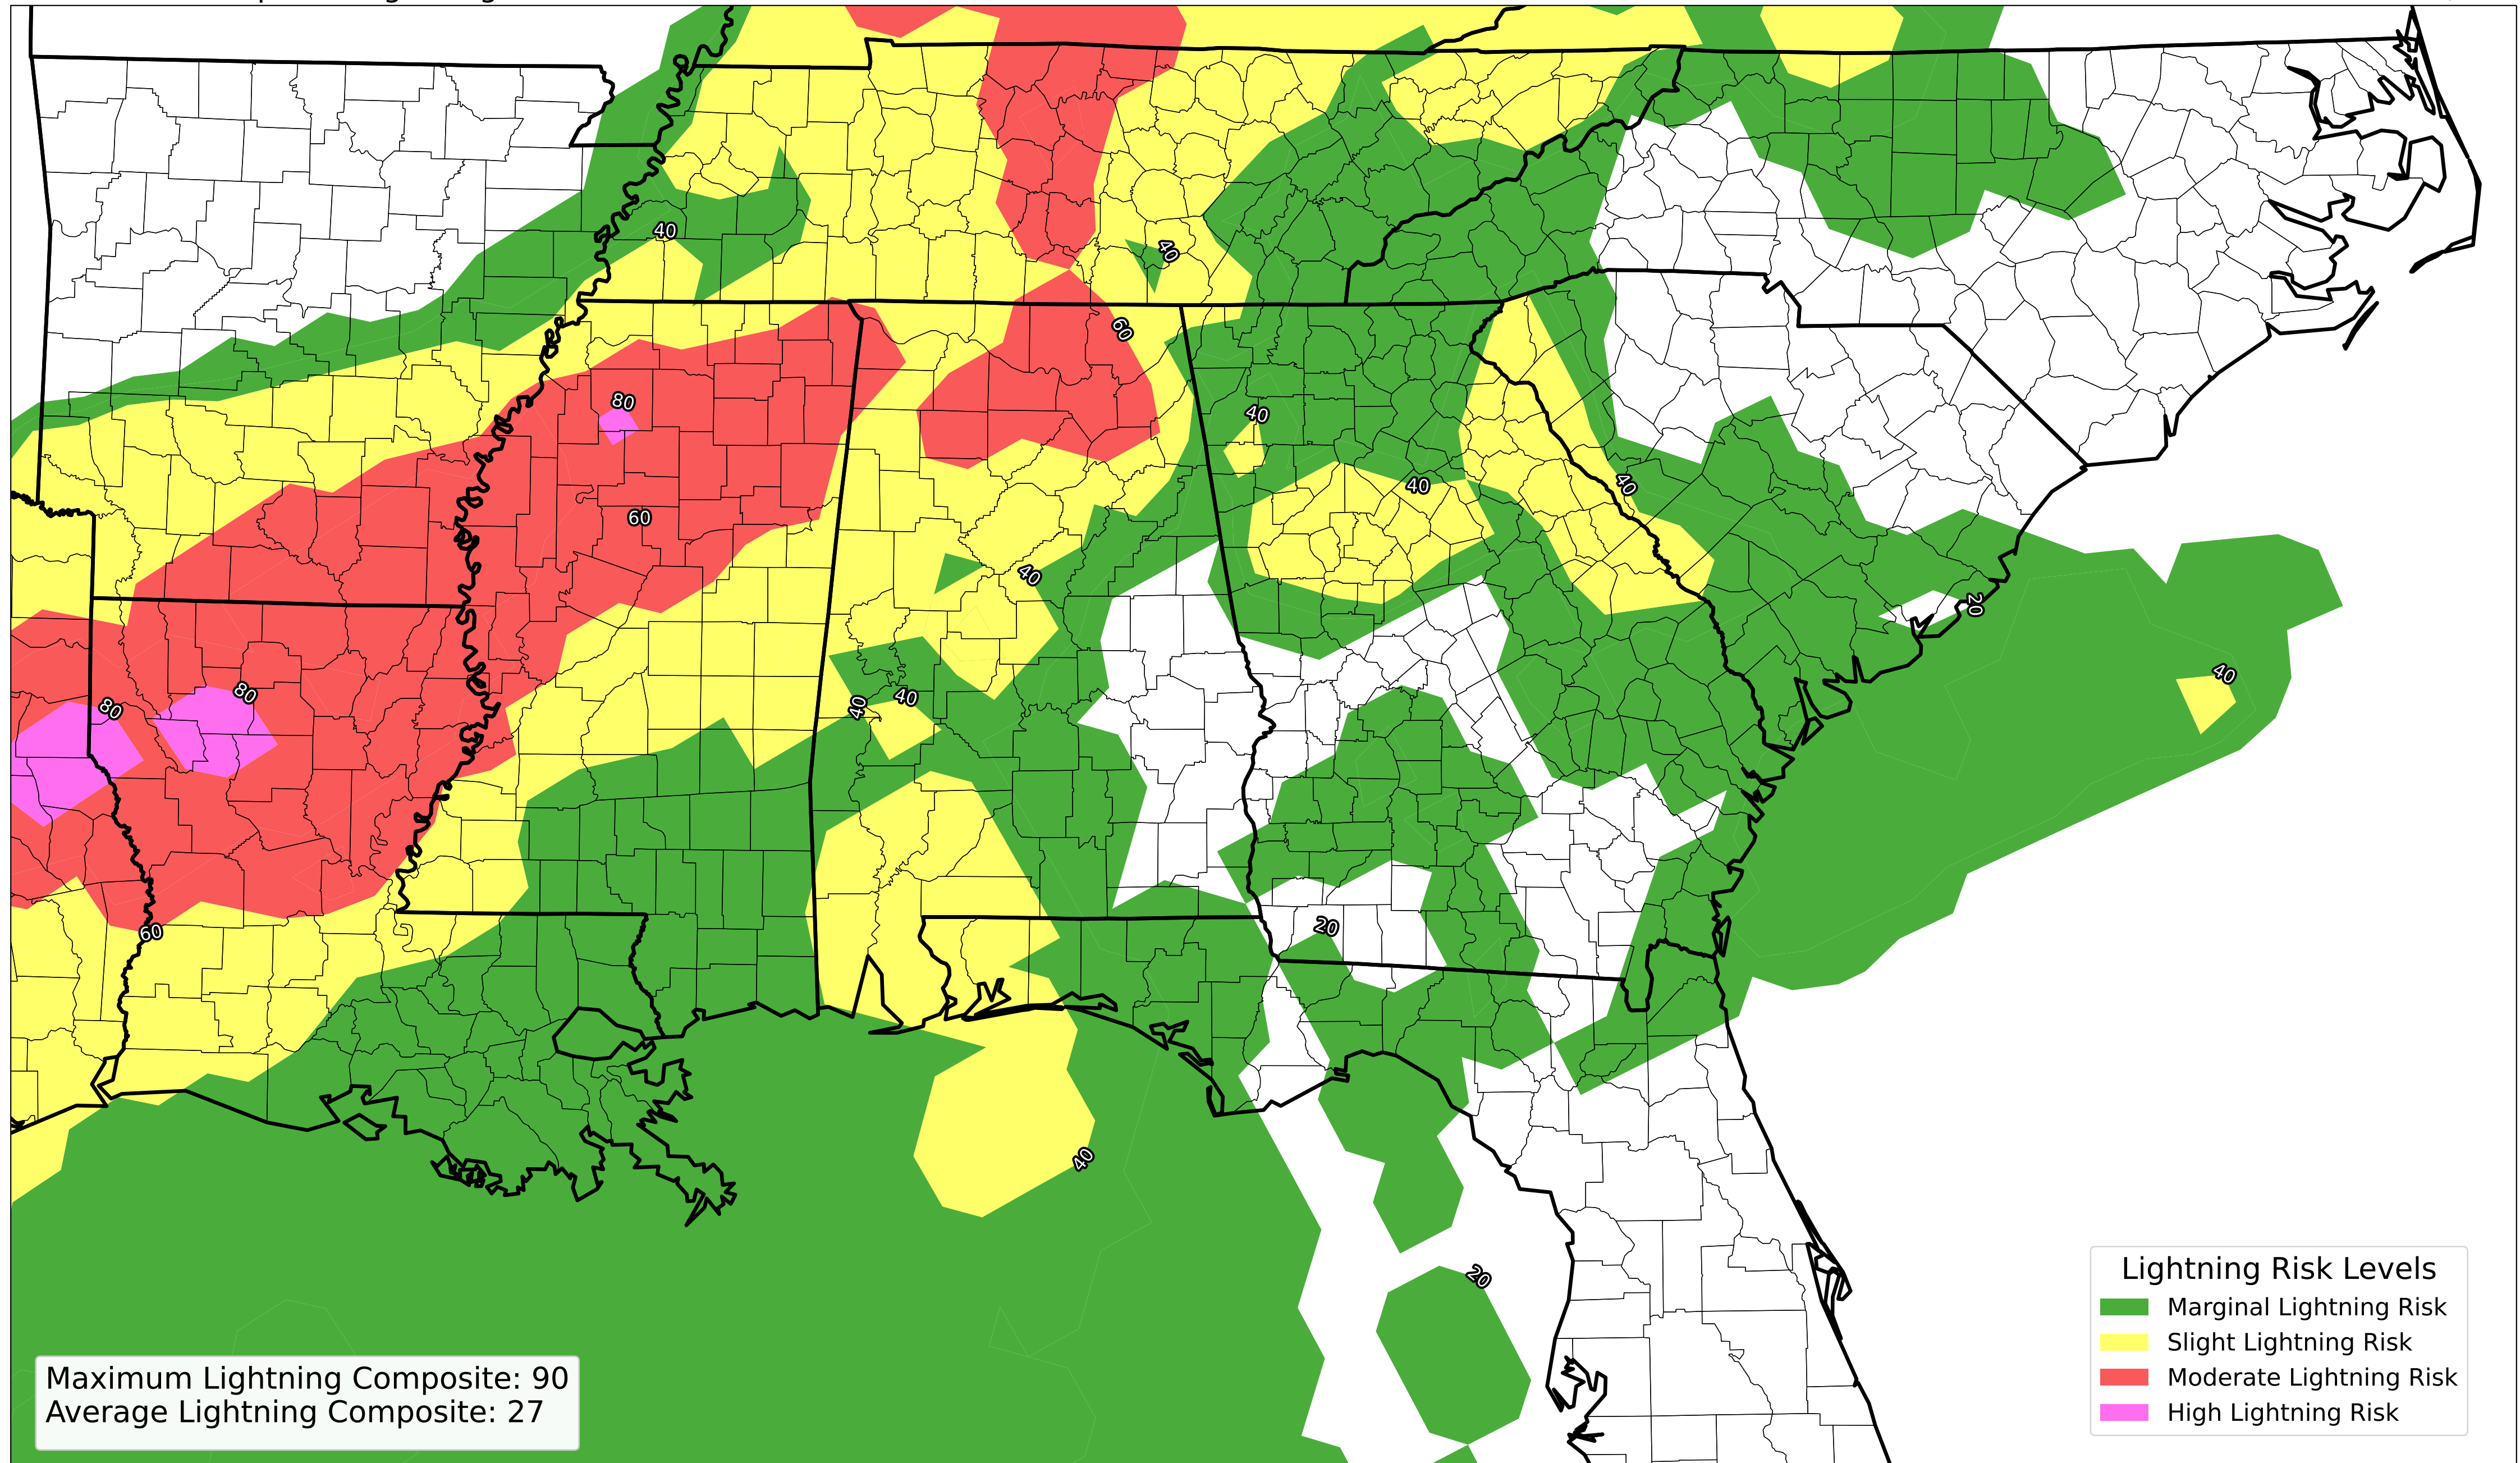 40
40
60
80
40
40
40
60
40
20
40
80
80
40
40
20
60
40
20
Lightning Risk Levels
Marginal Lightning Risk
Slight Lightning Risk
Moderate Lightning Risk
High Lightning Risk
Maximum Lightning Composite: 90
Average Lightning Composite: 27